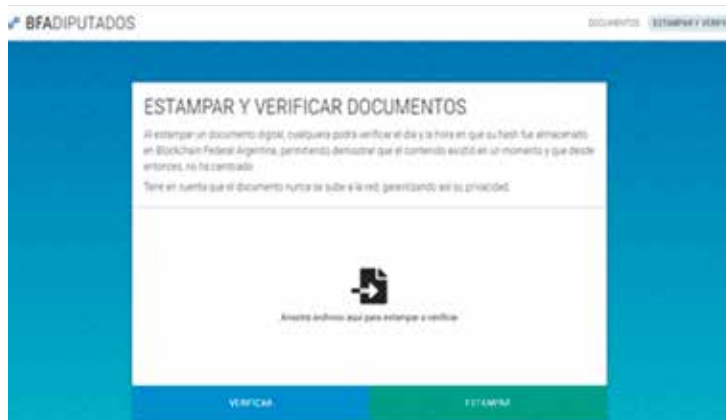 BFADIPUTADOS
DOCUMENTOS
ESTAMPAR Y VERIFI
ESTAMPAR Y VERIFICAR DOCUMENTOS
Al estampar un documento digital, cualquiera podrá verificar el día y la hora en que su hash fue almacenado
en Blockchain Federal Argentina, permitiendo demostrar que el contenido existió en un momento y que desde
entonces, no ha cambiado.
Tené en cuenta que el documento nunca se sube a la red, garantizando así su privacidad.
Arrastrá archivos aquí para estampar o verificar
VERIFICAR
ESTAMPAR